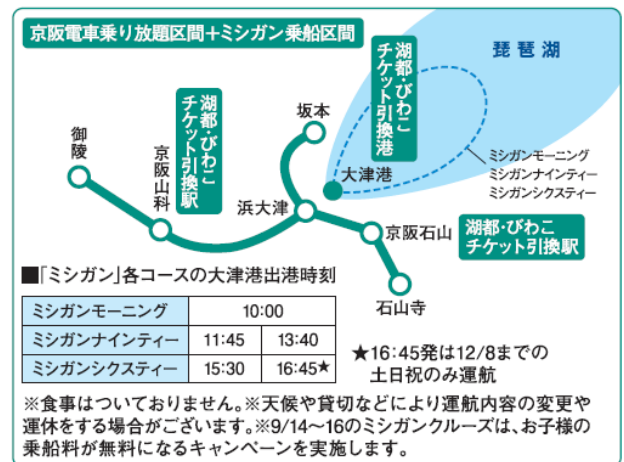 京阪電車乗り放題区間＋ミシガン乗船区間
琵琶湖
湖都・びわこ
チケット引換港
湖都・びわこ
チケット引換駅
坂本
御陵
京阪山科
浜大津
大津港
ミシガンモーニング
ミシガンナインティー
ミシガンシクスティー
京阪石山
湖都・びわこ
チケット引換駅
石山寺
■「ミシガン」各コースの大津港出港時刻
ミシガンモーニング 10:00
ミシガンナインティー 11:45 13:40
ミシガンシクスティー 15:30 16:45★
★16:45発は12/8までの
土日祝のみ運航
※食事はついておりません。※天候や貸切などにより運航内容の変更や
運休をする場合がございます。※9/14～16のミシガンクルーズは、お子様の
乗船料が無料になるキャンペーンを実施します。